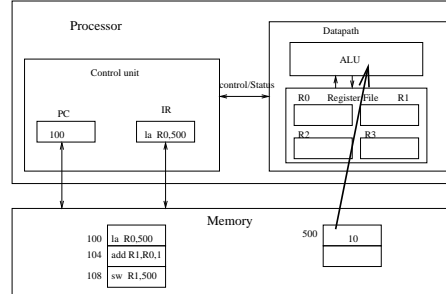 Processor
Datapath
ALU
Control unit
control/Status
R0 Register File R1
PC
IR
100
la R0,500
R2
R3
Memory
100 la R0,500
104 add R1,R0,1
108 sw R1,500
500 10